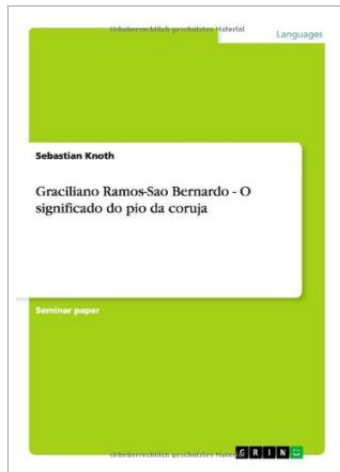 Urheberrechtlich geschütztes Material
Languages
Sebastian Knoth
Graciliano Ramos-Sao Bernardo - O
significado do pio da coruja
Seminar paper
Urheberrechtlich geschütztes Material
G R I N